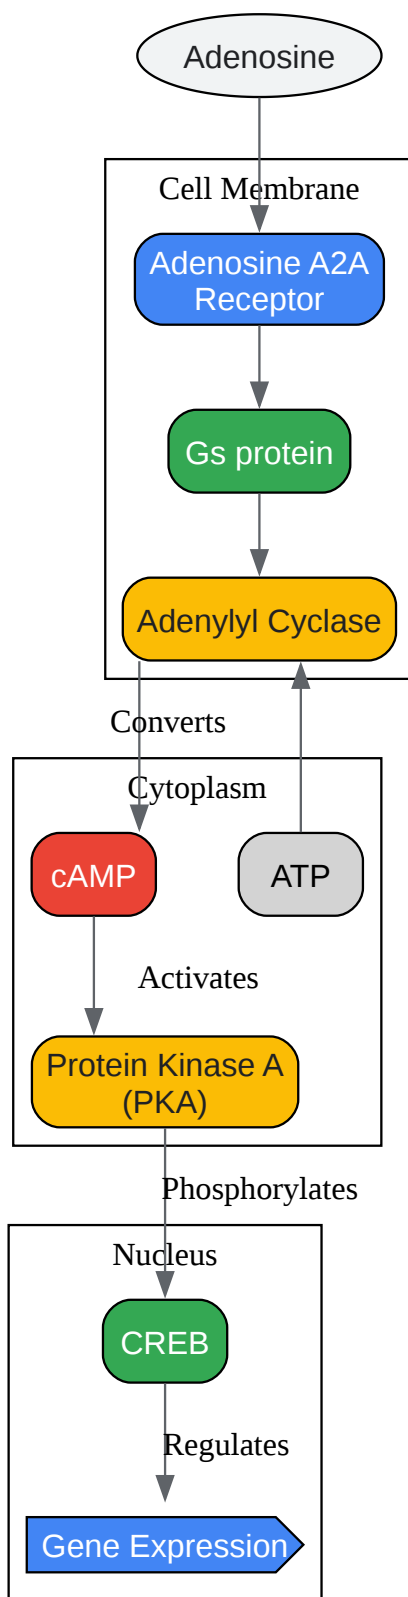 Adenosine
Cell Membrane
Adenosine A2A
Receptor
Gs protein
Adenylyl Cyclase
Converts
Cytoplasm
cAMP
ATP
Activates
Protein Kinase A
(PKA)
Phosphorylates
Nucleus
CREB
Regulates
Gene Expression